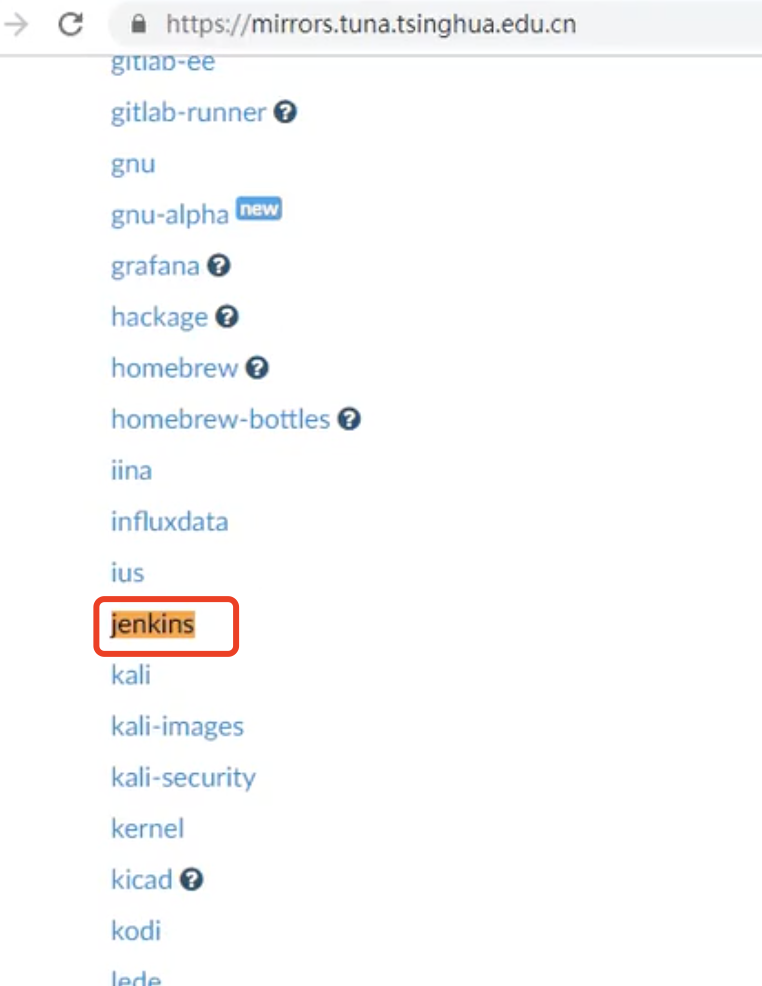 https://mirrors.tuna.tsinghua.edu.cn
gitlab-ee
gitlab-runner ?
gnu
gnu-alpha new
grafana ?
hackage ?
homebrew ?
homebrew-bottles ?
iina
influxdata
ius
jenkins
kali
kali-images
kali-security
kernel
kicad ?
kodi
lede